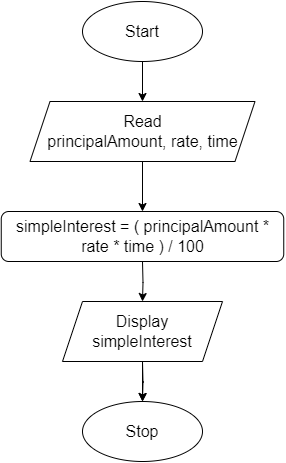 Start
Read
principalAmount, rate, time
simpleInterest = ( principalAmount *
rate * time ) / 100
Display
simpleInterest
Stop